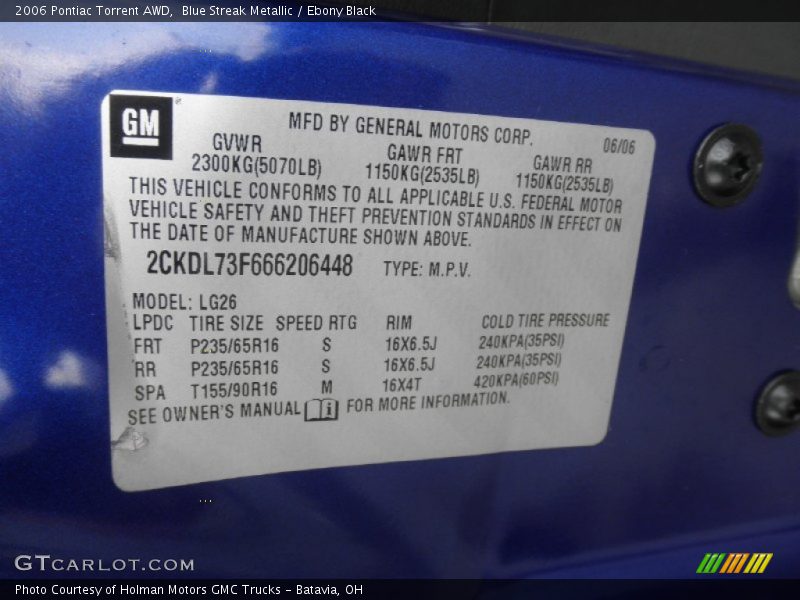 2006 Pontiac Torrent AWD,  Blue Streak Metallic / Ebony Black
GM
MFD BY GENERAL MOTORS CORP.
06/06
GVWR GAWR FRT GAWR RR
2300KG(5070LB) 1150KG(2535LB) 1150KG(2535LB)
THIS VEHICLE CONFORMS TO ALL APPLICABLE U.S. FEDERAL MOTOR
VEHICLE SAFETY AND THEFT PREVENTION STANDARDS IN EFFECT ON
THE DATE OF MANUFACTURE SHOWN ABOVE.
2CKDL73F666206448 TYPE: M.P.V.
MODEL: LG26
LPDC TIRE SIZE SPEED RTG RIM COLD TIRE PRESSURE
FRT P235/65R16 S 16X6.5J 240KPA(35PSI)
RR P235/65R16 S 16X6.5J 240KPA(35PSI)
SPA T155/90R16 M 16X4T 420KPA(60PSI)
SEE OWNER'S MANUAL i FOR MORE INFORMATION.
GTCARLOT.COM
Photo Courtesy of Holman Motors GMC Trucks - Batavia, OH